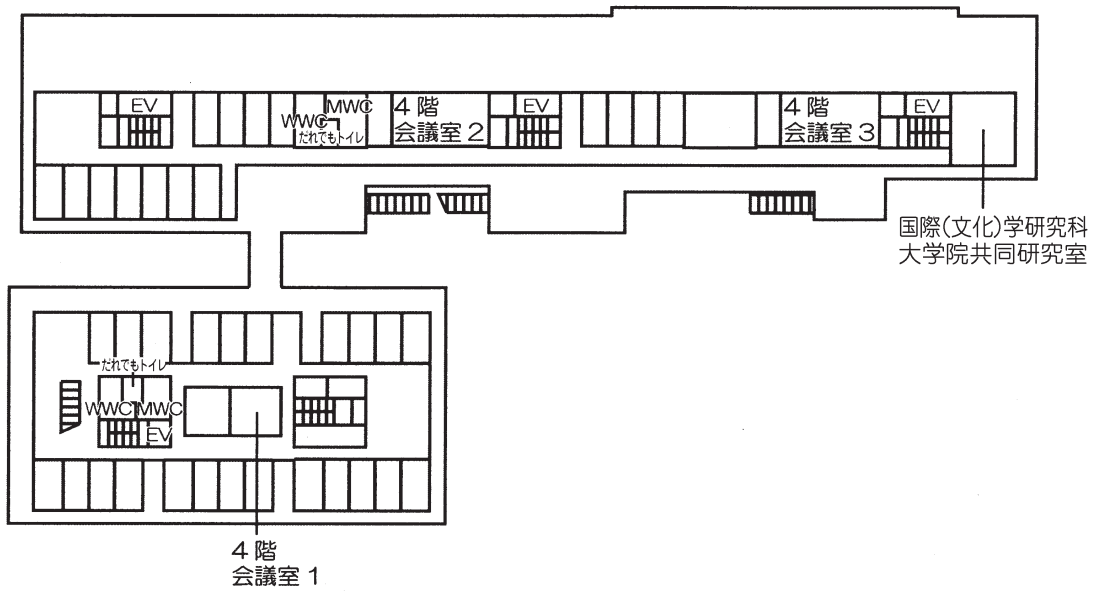 EV
MWC
WWC
だれでもトイレ
4階
会議室2
EV
4階
会議室3
EV
国際(文化)学研究科
大学院共同研究室
だれでもトイレ
WWC
MWC
EV
4階
会議室1